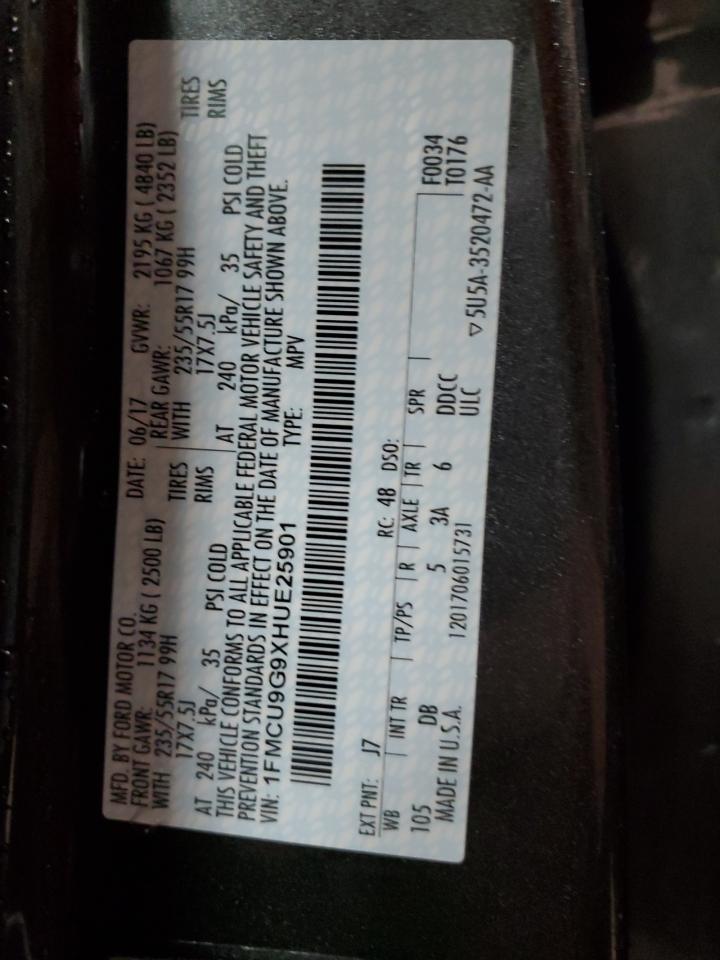 MFD. BY FORD MOTOR CO. DATE: 06/17 GVWR: 2195 KG ( 4840 LB)
FRONT GAWR: 1134 KG ( 2500 LB) REAR GAWR: 1067 KG ( 2352 LB)
WITH 235/55R17 99H TIRES WITH 235/55R17 99H TIRES
17X7.5J RIMS 17X7.5J RIMS
AT 240 kPa/ 35 PSI COLD AT 240 kPa/ 35 PSI COLD
THIS VEHICLE CONFORMS TO ALL APPLICABLE FEDERAL MOTOR VEHICLE SAFETY AND THEFT
PREVENTION STANDARDS IN EFFECT ON THE DATE OF MANUFACTURE SHOWN ABOVE.
VIN: 1FMCU9G9XHUE25901 TYPE: MPV
EXT PNT: J7 RC: 48 DSO:
WB INT TR TP/PS R AXLE TR SPR F0034
105 DB 5 3A 6 DDCC T0176
MADE IN U.S.A. 1201706015731 ULC
▽5U5A-3520472-AA